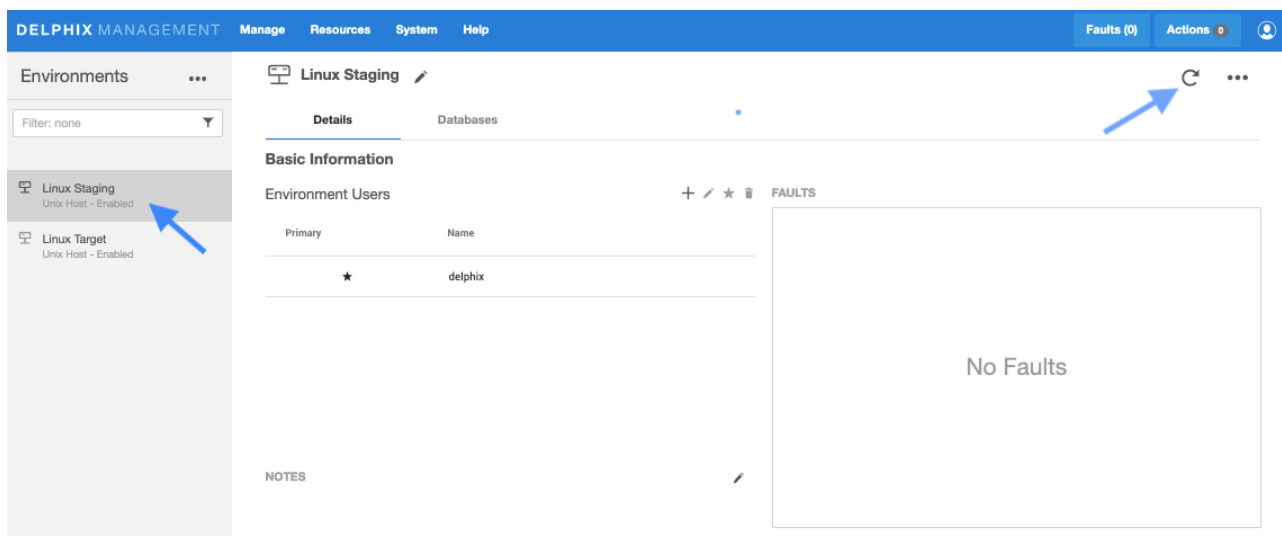 DELPHIX MANAGEMENT Manage Resources System Help Faults (0) Actions 0
Environments
Filter: none
Linux Staging
Unix Host - Enabled
Linux Target
Unix Host - Enabled
Linux Staging
Details Databases
Basic Information
Environment Users
Primary Name
delphix
NOTES
FAULTS
No Faults